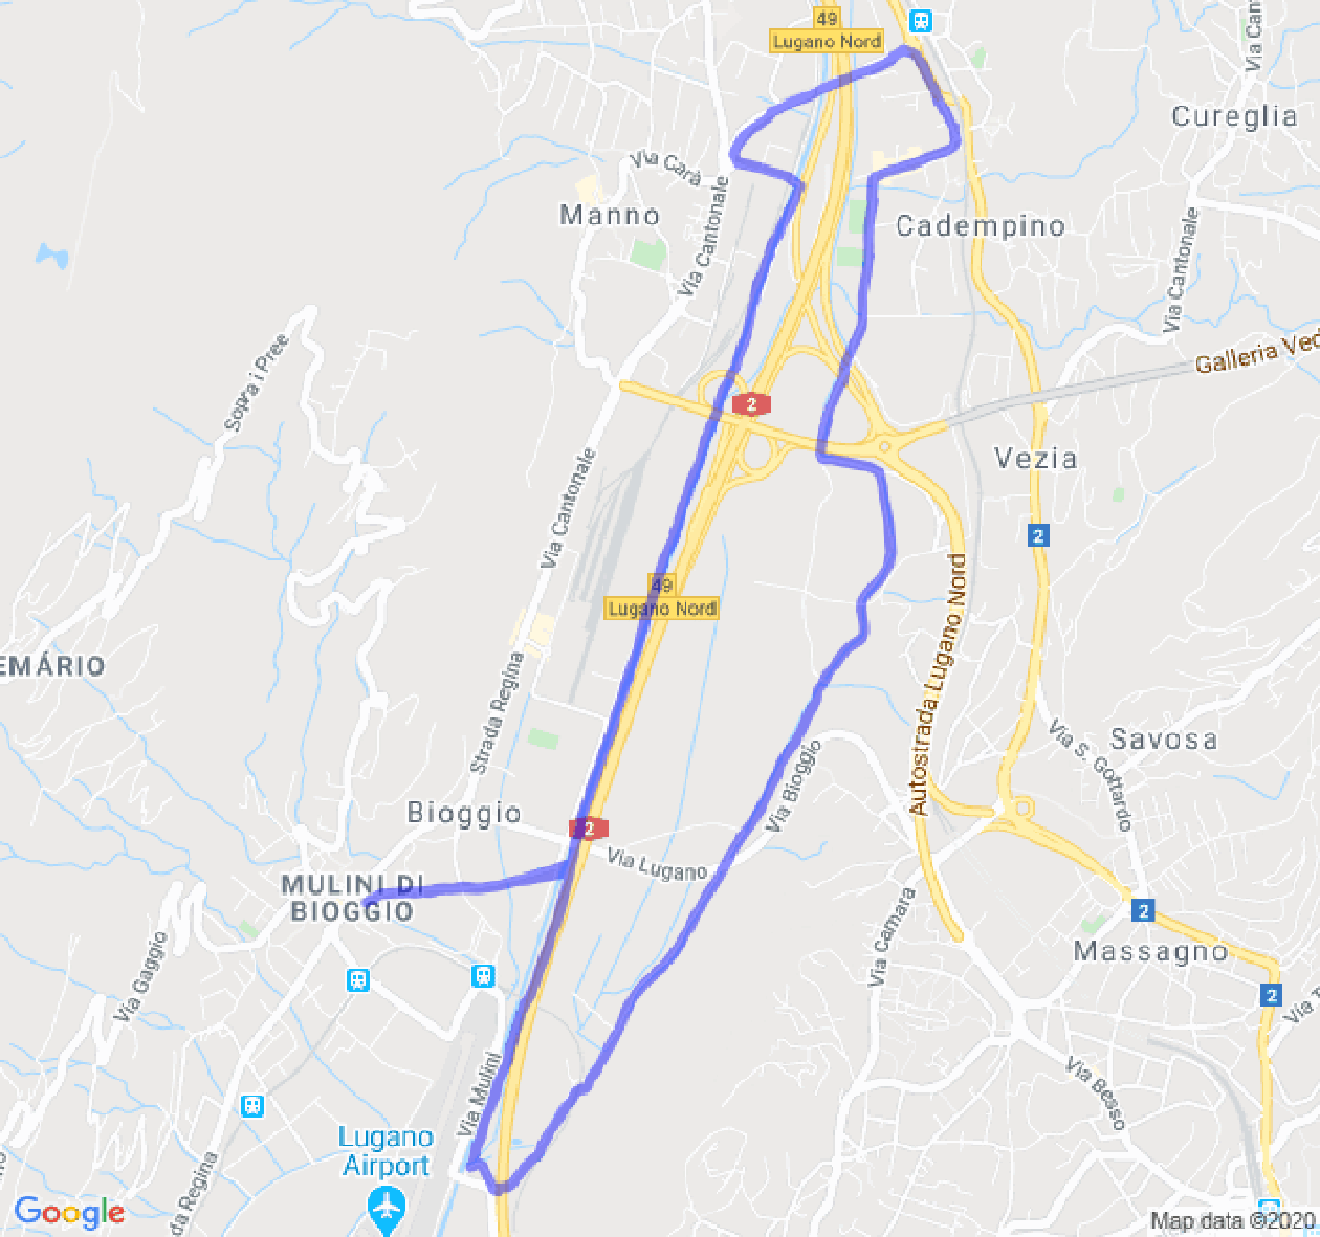 49
Lugano Nord
Cureglia
Via Cantonale
Via Carà
Manno
Via Cantonale
Cadempino
Via Cantonale
Sopra i Pree
Galleria Ved
2
Vezia
Via Cantonale
2
49
Lugano Nord
Autostrada Lugano Nord
EMÁRIO
Strada Regina
Savosa
Via S. Gottardo
Via Bioggio
Bioggio
2
Via Lugano
MULINI DI
BIOGGIO
2
Via Camara
Massagno
Via Gaggio
2
Via Mulini
Via Besso
Lugano
Airport
da Regina
Google
Map data ©2020